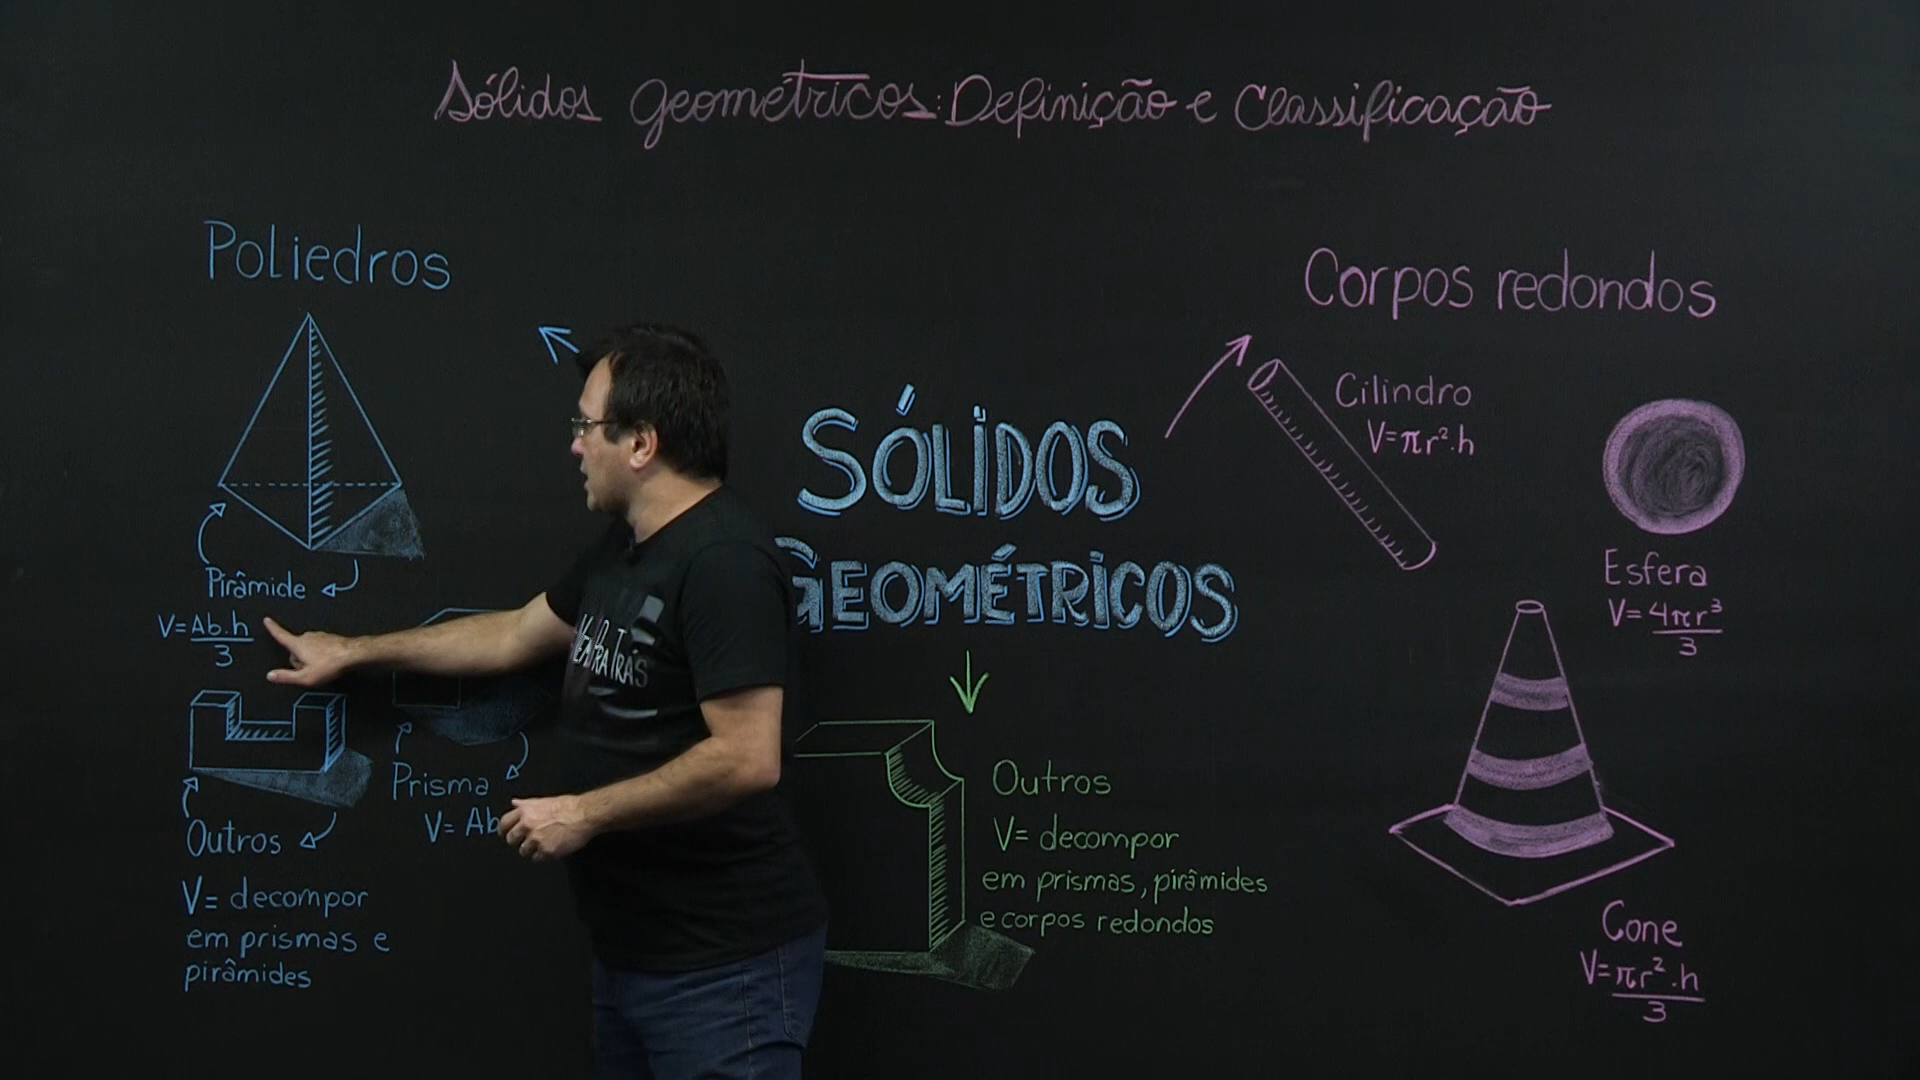 Sólidos Geométricos: Definição e Classificação
Poliedros
Pirâmide
V=Ab.h
3
Outros
V= decompor
em prismas e
pirâmides
Prisma
V= Ab
SÓLIDOS
GEOMÉTRICOS
Outros
V= decompor
em prismas, pirâmides
e corpos redondos
Corpos redondos
Cilindro
V=πr².h
Esfera
V=4πr³
3
Cone
V=πr².h
3